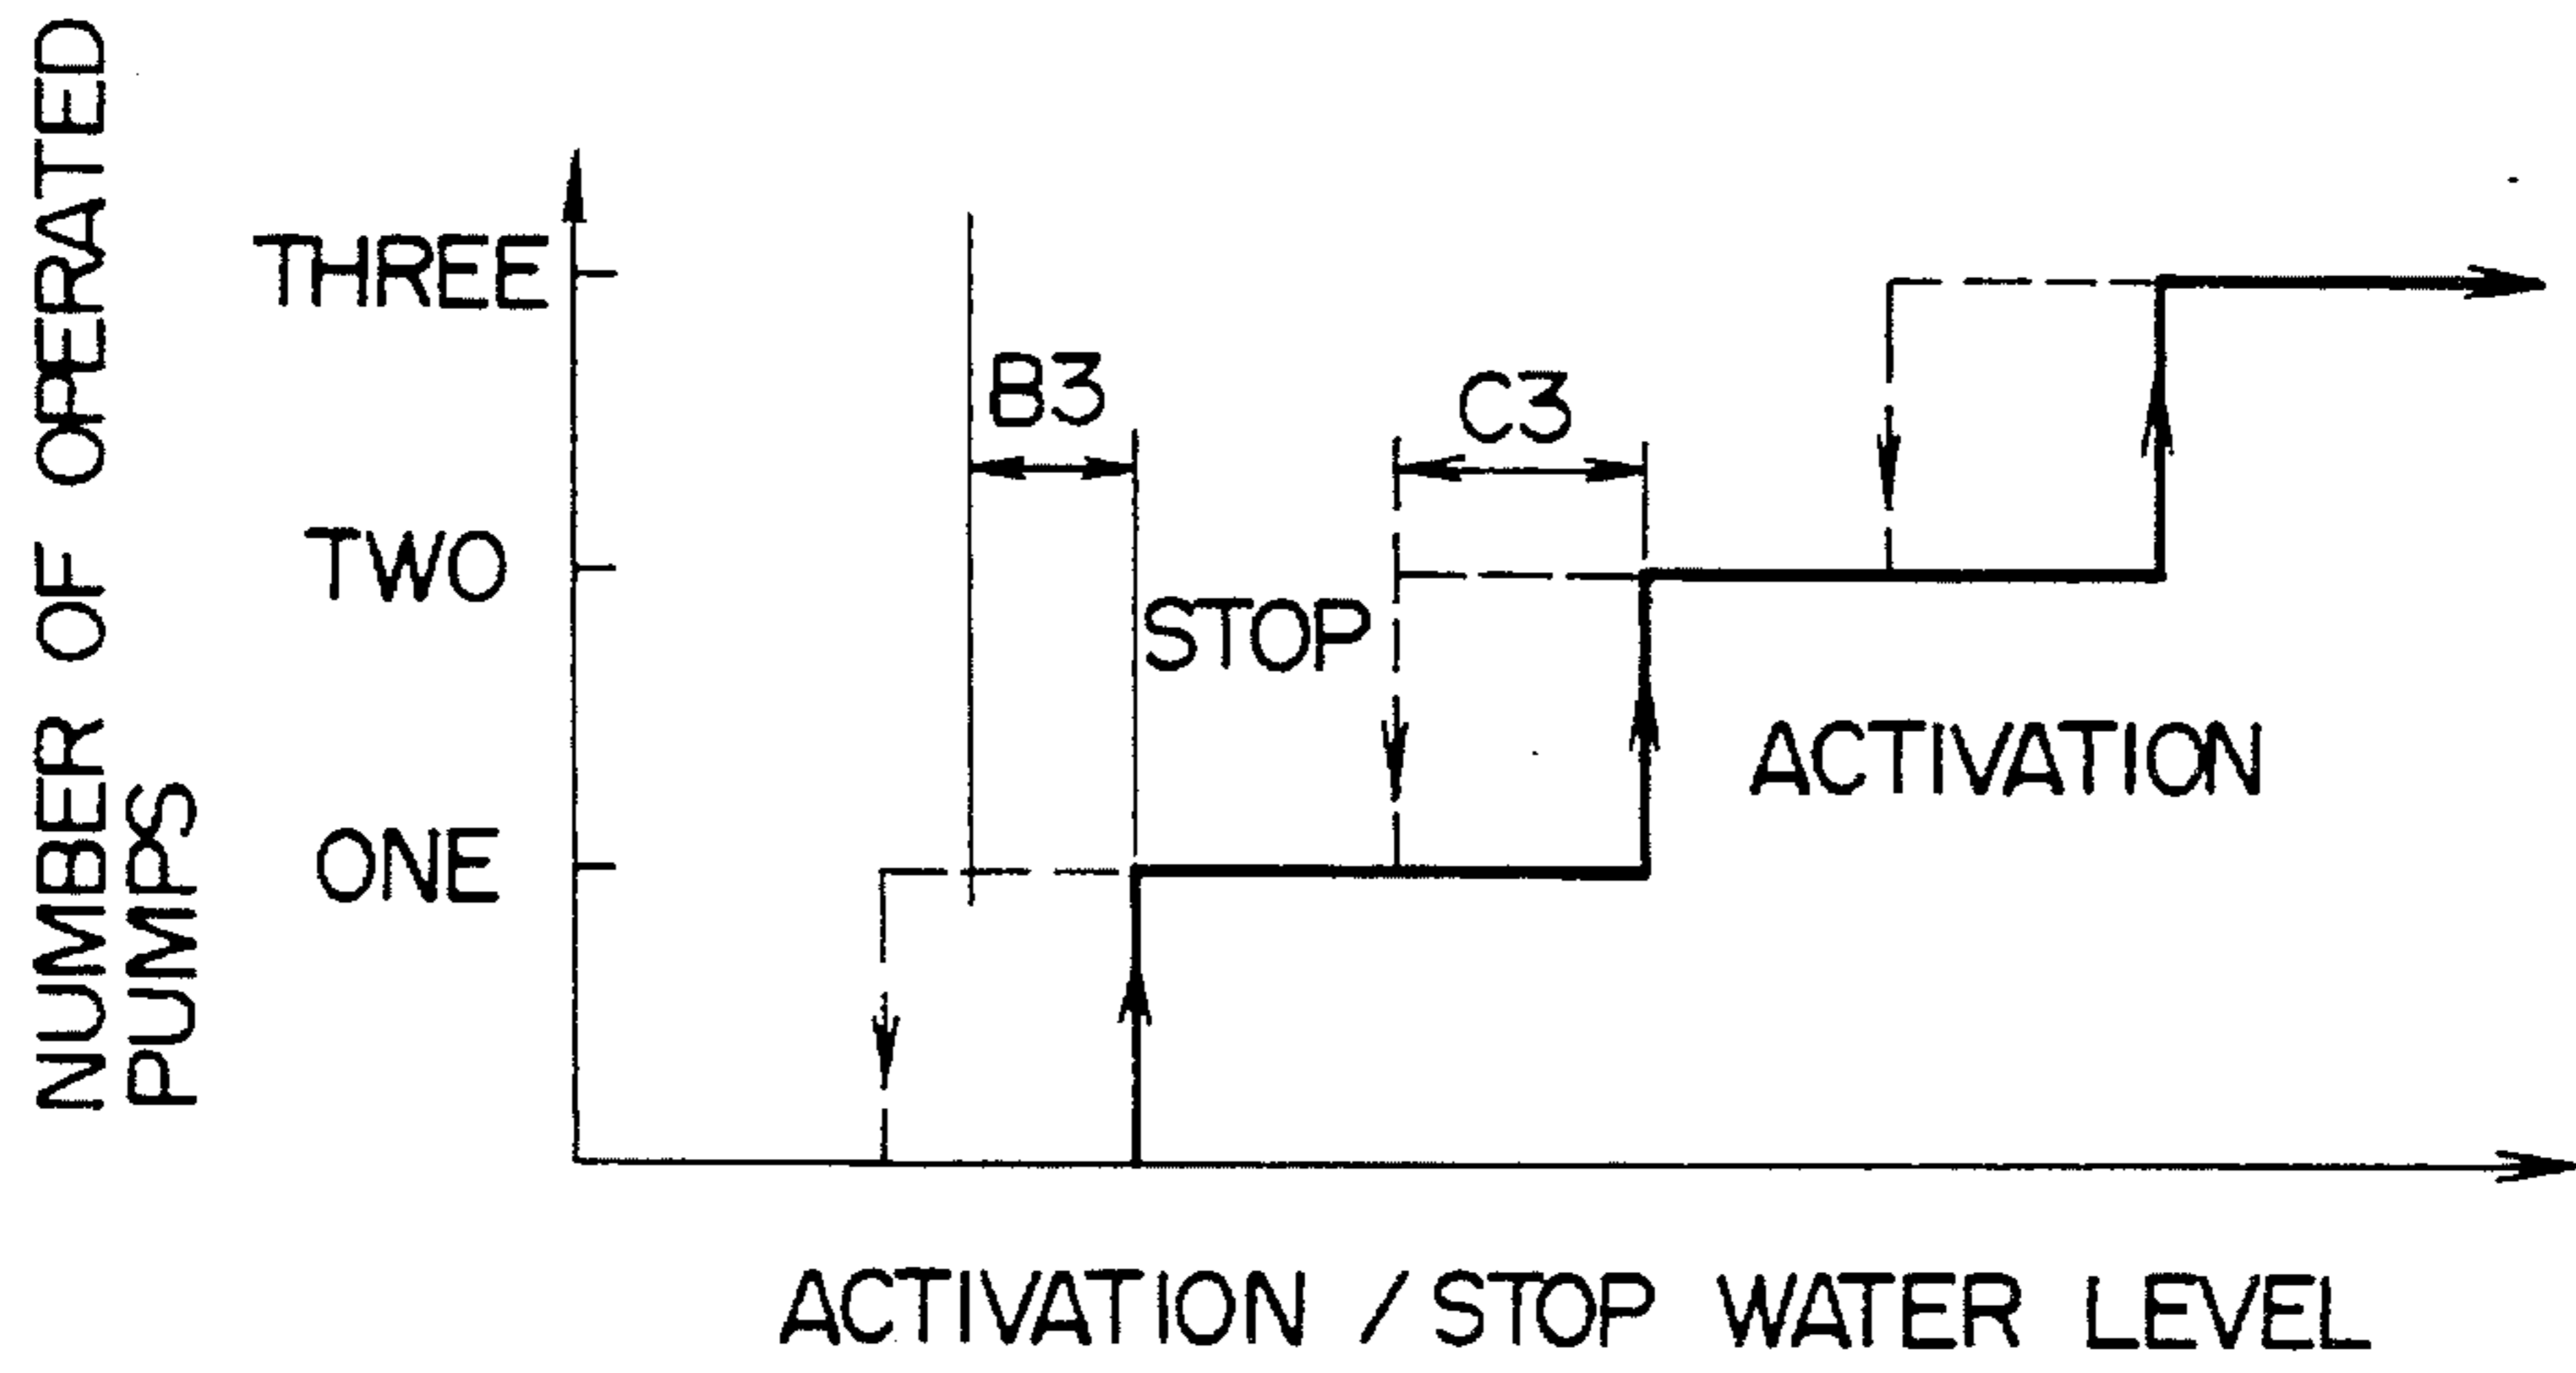 NUMBER OF OPERATED
PUMPS
THREE
TWO
ONE
B3
C3
STOP
ACTIVATION
ACTIVATION / STOP WATER LEVEL